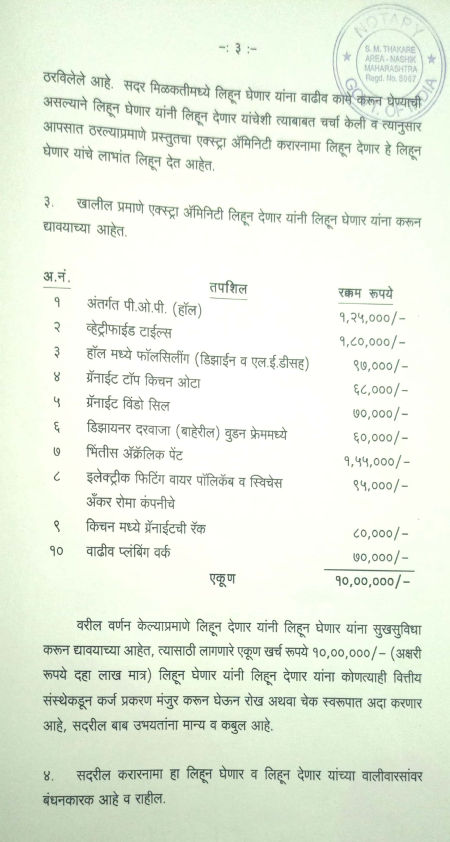 -: ३ :-
NOTARY
S. M. THAKARE
AREA - NASHIK
MAHARASHTRA
Regd. No. 8867
GOVT. OF INDIA
ठरविलेले आहे. सदर मिळकतीमध्ये लिहून घेणार यांना वाढीव कामे करून घेण्याची
असल्याने लिहून घेणार यांनी लिहून देणार यांचेशी त्याबाबत चर्चा केली व त्यानुसार
आपसात ठरल्याप्रमाणे प्रस्तुतचा एक्स्ट्रा ॲमिनिटी करारनामा लिहून देणार हे लिहून
घेणार यांचे लाभांत लिहून देत आहेत.
३. खालील प्रमाणे एक्स्ट्रा ॲमिनिटी लिहून देणार यांनी लिहून घेणार यांना करून
द्यावयाच्या आहेत.
अ.नं. तपशिल रक्कम रूपये
१ अंतर्गत पी.ओ.पी. (हॉल) १,२५,०००/-
२ व्हेट्रीफाईड टाईल्स १,८०,०००/-
३ हॉल मध्ये फॉलसिलींग (डिझाईन व एल.ई.डीसह) ९७,०००/-
४ ग्रॅनाईट टॉप किचन ओटा ६८,०००/-
५ ग्रॅनाईट विंडो सिल ७०,०००/-
६ डिझायनर दरवाजा (बाहेरील) वुडन फ्रेममध्ये ६०,०००/-
७ भिंतीस ॲक्रॅलिक पेंट १,५५,०००/-
८ इलेक्ट्रीक फिटिंग वायर पॉलिकॅब व स्विचेस ९५,०००/-
अँकर रोमा कंपनीचे
९ किचन मध्ये ग्रॅनाईटची रॅक ८०,०००/-
१० वाढीव प्लंबिंग वर्क ७०,०००/-
एकूण १०,००,०००/-
वरील वर्णन केल्याप्रमाणे लिहून देणार यांनी लिहून घेणार यांना सुखसुविधा
करून द्यावयाच्या आहेत, त्यासाठी लागणारे एकूण खर्च रूपये १०,००,०००/- (अक्षरी
रूपये दहा लाख मात्र) लिहून घेणार यांनी लिहून देणार यांना कोणत्याही वित्तीय
संस्थेकडून कर्ज प्रकरण मंजुर करून घेऊन रोख अथवा चेक स्वरूपात अदा करणार
आहे, सदरील बाब उभयतांना मान्य व कबुल आहे.
४. सदरील करारनामा हा लिहून घेणार व लिहून देणार यांच्या वालीवारसांवर
बंधनकारक आहे व राहील.